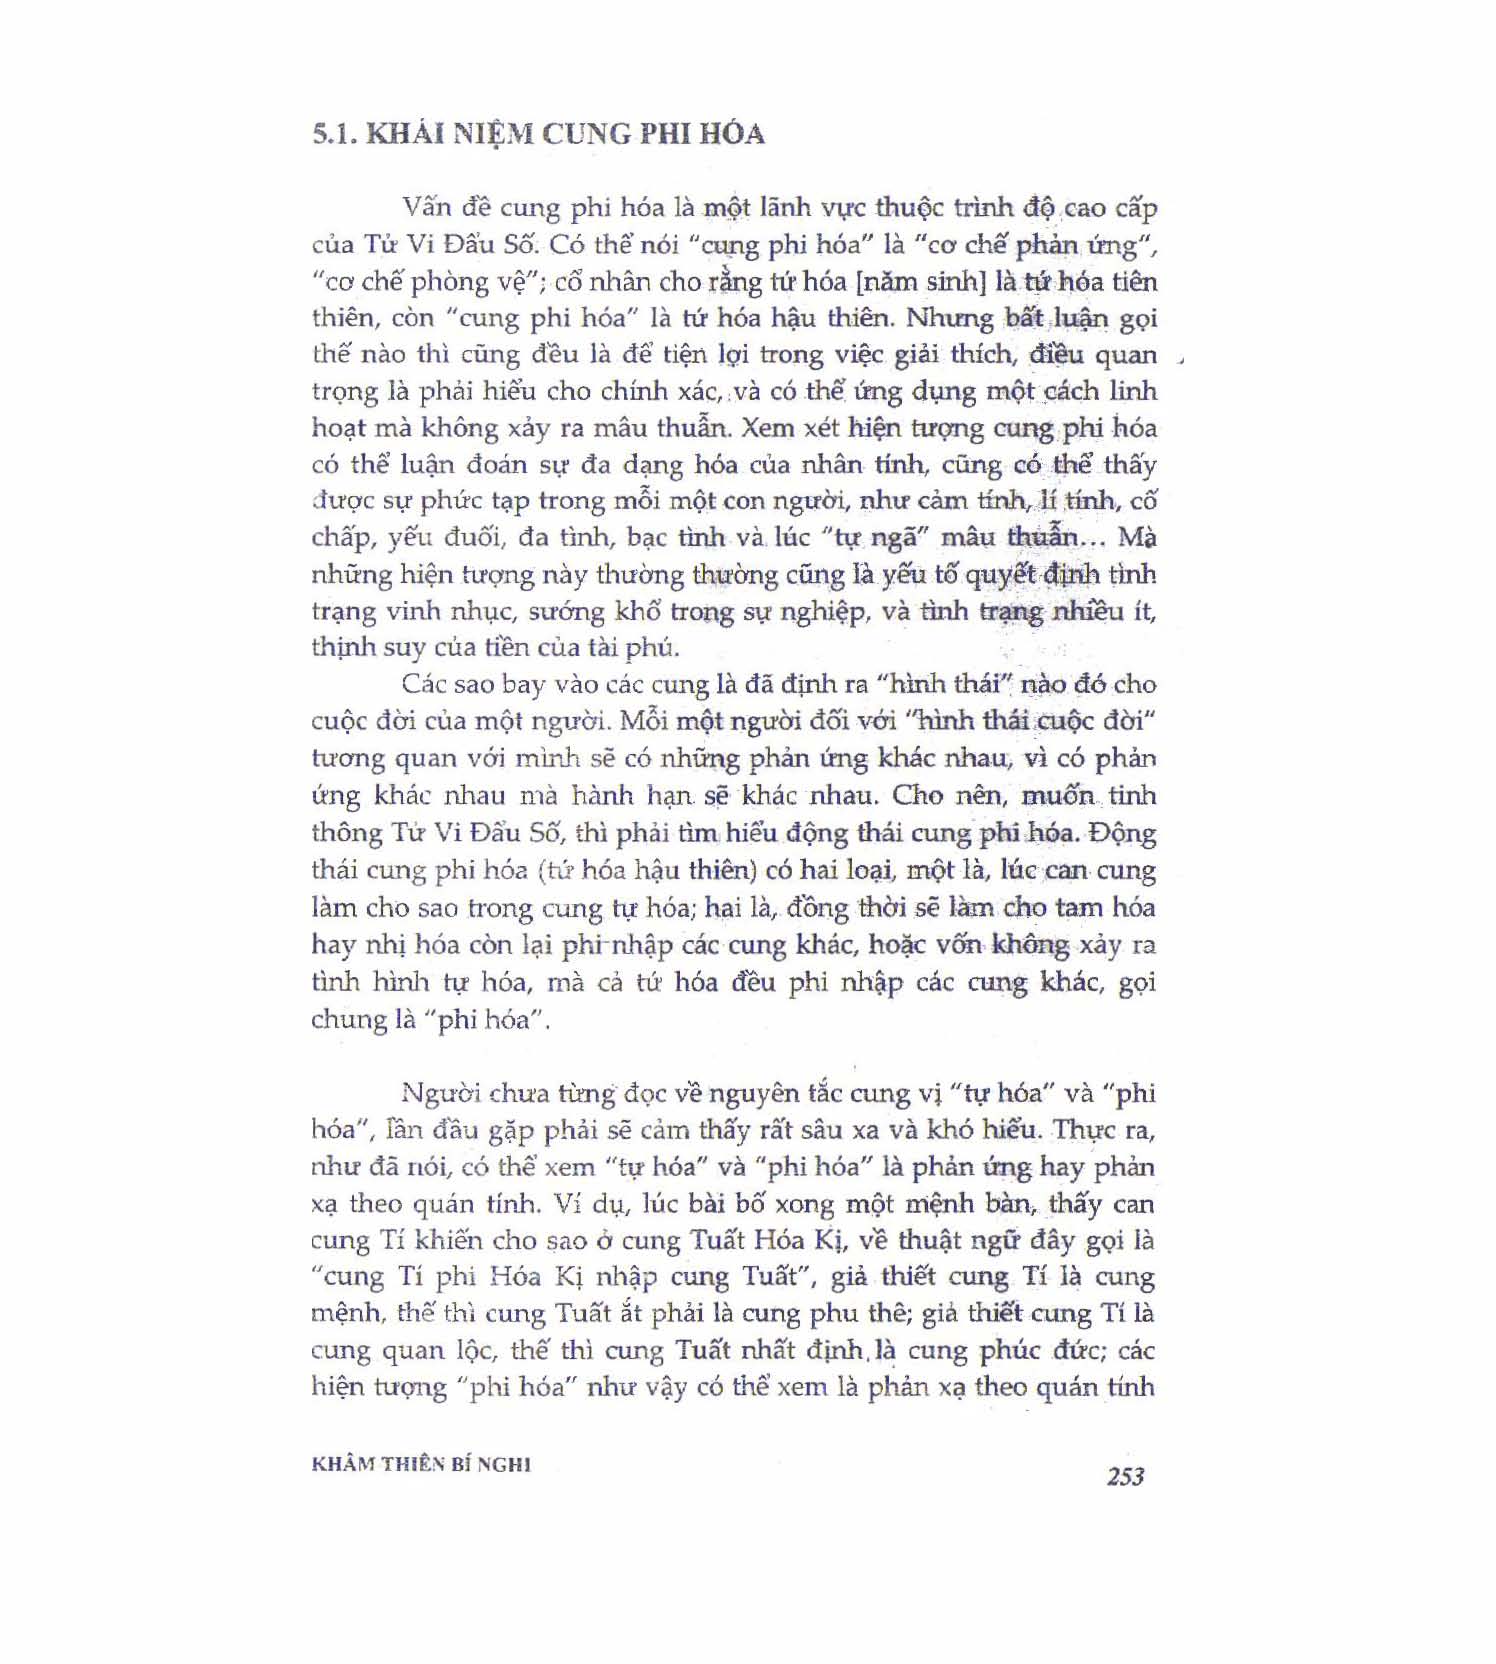 5.1. KHÁI NIỆM CUNG PHI HÓA
Vấn đề cung phi hóa là một lãnh vực thuộc trình độ cao cấp
của Tử Vi Đẩu Số. Có thể nói "cung phi hóa" là "cơ chế phản ứng",
"cơ chế phòng vệ"; cổ nhân cho rằng tứ hóa [năm sinh] là tứ hóa tiên
thiên, còn "cung phi hóa" là tứ hóa hậu thiên. Nhưng bất luận gọi
thế nào thì cũng đều là để tiện lợi trong việc giải thích, điều quan
trọng là phải hiểu cho chính xác, và có thể ứng dụng một cách linh
hoạt mà không xảy ra mâu thuẫn. Xem xét hiện tượng cung phi hóa
có thể luận đoán sự đa dạng hóa của nhân tính, cũng có thể thấy
được sự phức tạp trong mỗi một con người, như cảm tính, lí tính, cố
chấp, yếu đuối, đa tình, bạc tình và lúc "tự ngã" mâu thuẫn... Mà
những hiện tượng này thường thường cũng là yếu tố quyết định tình
trạng vinh nhục, sướng khổ trong sự nghiệp, và tình trạng nhiều ít,
thịnh suy của tiền của tài phú.
Các sao bay vào các cung là đã định ra "hình thái" nào đó cho
cuộc đời của một người. Mỗi một người đối với "hình thái cuộc đời"
tương quan với mình sẽ có những phản ứng khác nhau, vì có phản
ứng khác nhau mà hành hạn sẽ khác nhau. Cho nên, muốn tinh
thông Tử Vi Đẩu Số, thì phải tìm hiểu động thái cung phi hóa. Động
thái cung phi hóa (tứ hóa hậu thiên) có hai loại, một là, lúc can cung
làm cho sao trong cung tự hóa; hai là, đồng thời sẽ làm cho tam hóa
hay nhị hóa còn lại phi nhập các cung khác, hoặc vốn không xảy ra
tình hình tự hóa, mà cả tứ hóa đều phi nhập các cung khác, gọi
chung là "phi hóa".
Người chưa từng đọc về nguyên tắc cung vị "tự hóa" và "phi
hóa", lần đầu gặp phải sẽ cảm thấy rất sâu xa và khó hiểu. Thực ra,
như đã nói, có thể xem "tự hóa" và "phi hóa" là phản ứng hay phản
xạ theo quán tính. Ví dụ, lúc bài bố xong một mệnh bàn, thấy can
cung Tí khiến cho sao ở cung Tuất Hóa Kị, về thuật ngữ đây gọi là
"cung Tí phi Hóa Kị nhập cung Tuất", giả thiết cung Tí là cung
mệnh, thế thì cung Tuất ắt phải là cung phu thê; giả thiết cung Tí là
cung quan lộc, thế thì cung Tuất nhất định là cung phúc đức; các
hiện tượng "phi hóa" như vậy có thể xem là phản xạ theo quán tính
KHÂM THIÊN BÍ NGHI
253